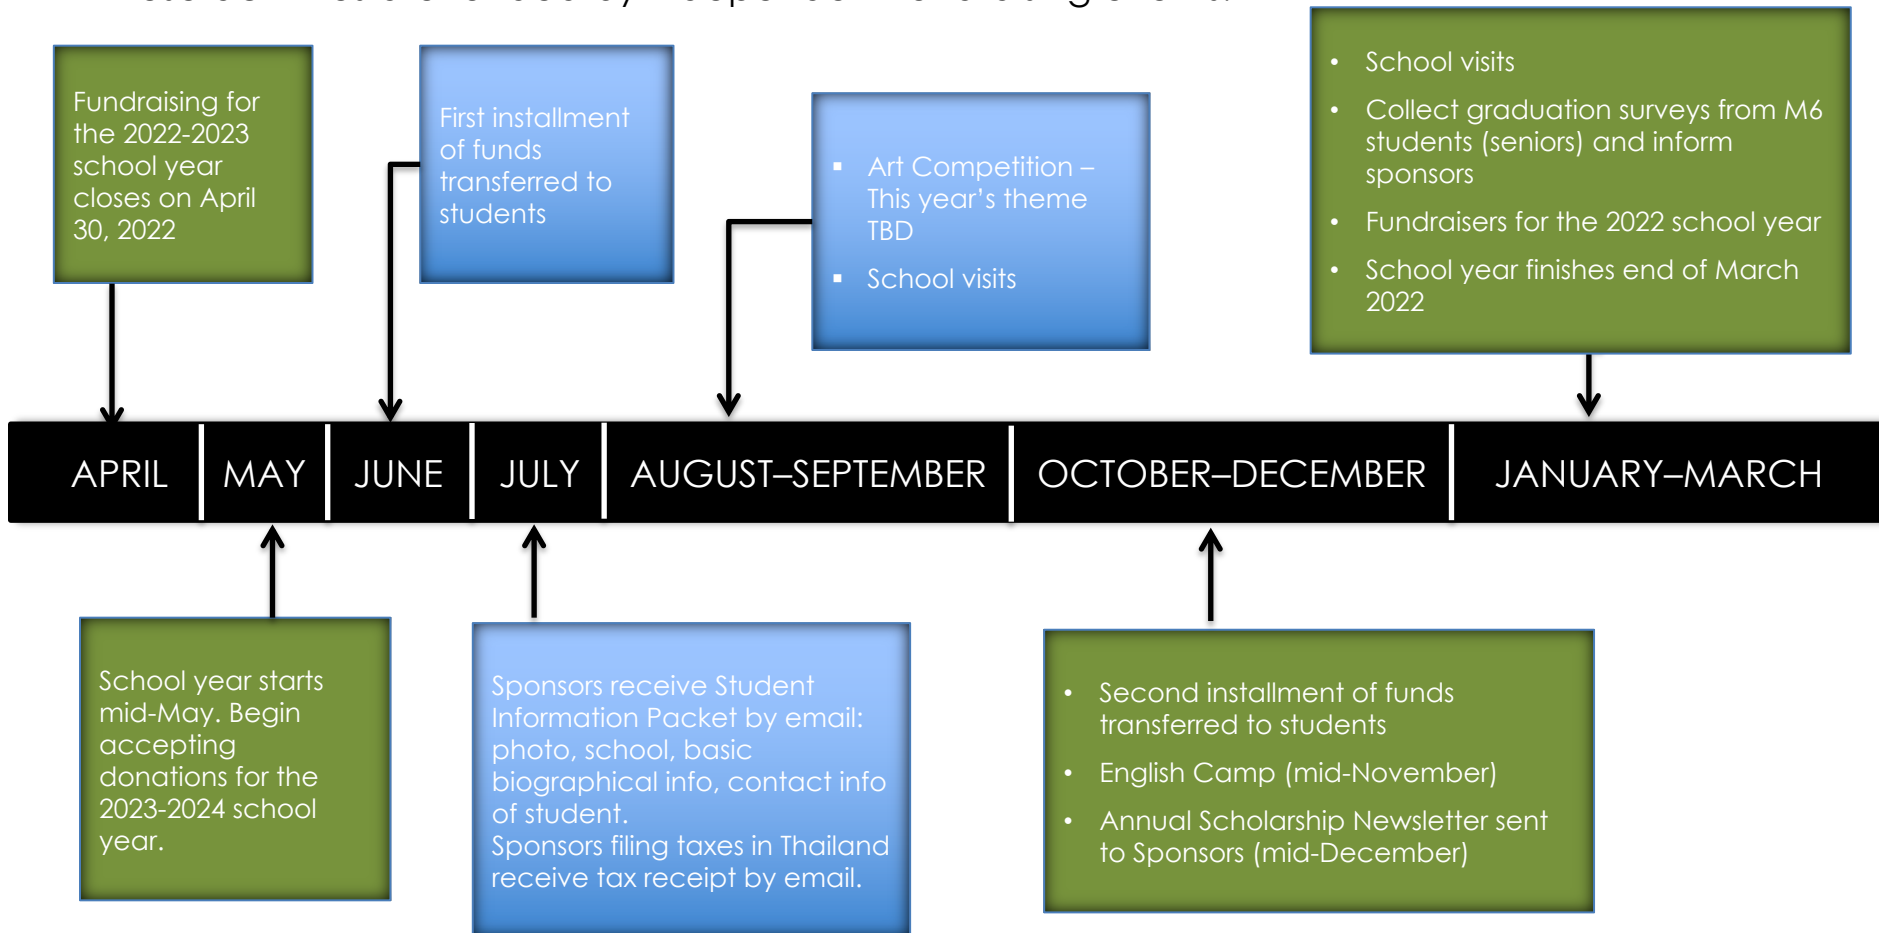 Fundraising for
the 2022-2023
school year
closes on April
30, 2022
First installment
of funds
transferred to
students
▪ Art Competition –
This year’s theme
TBD
▪ School visits
• School visits
• Collect graduation surveys from M6
students (seniors) and inform
sponsors
• Fundraisers for the 2022 school year
• School year finishes end of March
2022
APRIL
MAY
JUNE
JULY
AUGUST–SEPTEMBER
OCTOBER–DECEMBER
JANUARY–MARCH
School year starts
mid-May. Begin
accepting
donations for the
2023-2024 school
year.
Sponsors receive Student
Information Packet by email:
photo, school, basic
biographical info, contact info
of student.
Sponsors filing taxes in Thailand
receive tax receipt by email.
• Second installment of funds
transferred to students
• English Camp (mid-November)
• Annual Scholarship Newsletter sent
to Sponsors (mid-December)